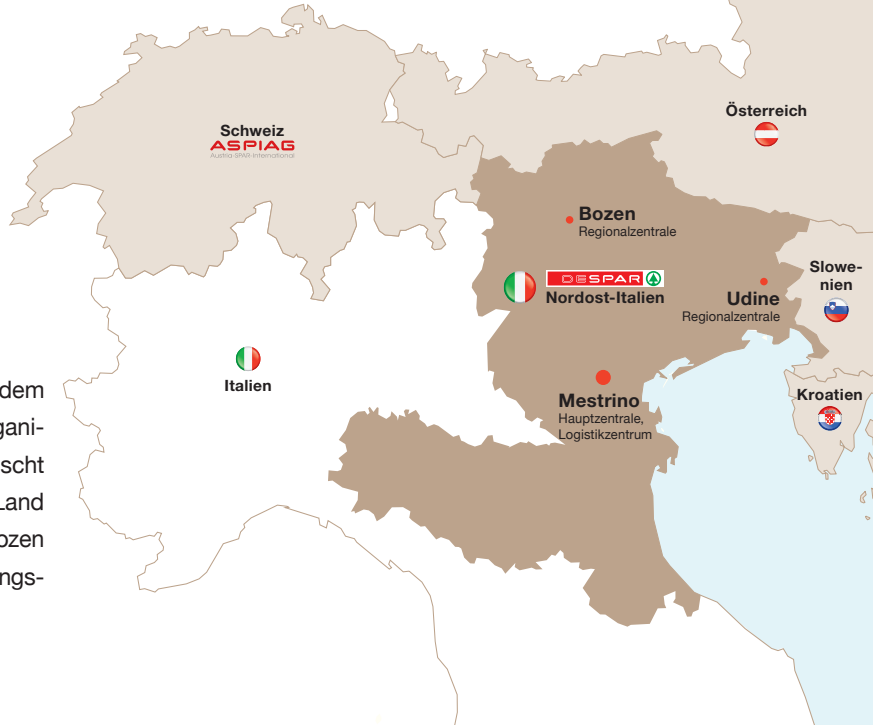 Österreich
Schweiz
ASPIAG
Austria-SPAR-International
Bozen
Regionalzentrale
Slowe-
nien
DESPAR
Nordost-Italien
Udine
Regionalzentrale
Italien
Kroatien
Mestrino
Hauptzentrale,
Logistikzentrum
dem
gani-
scht
Land
ozen
ngs-